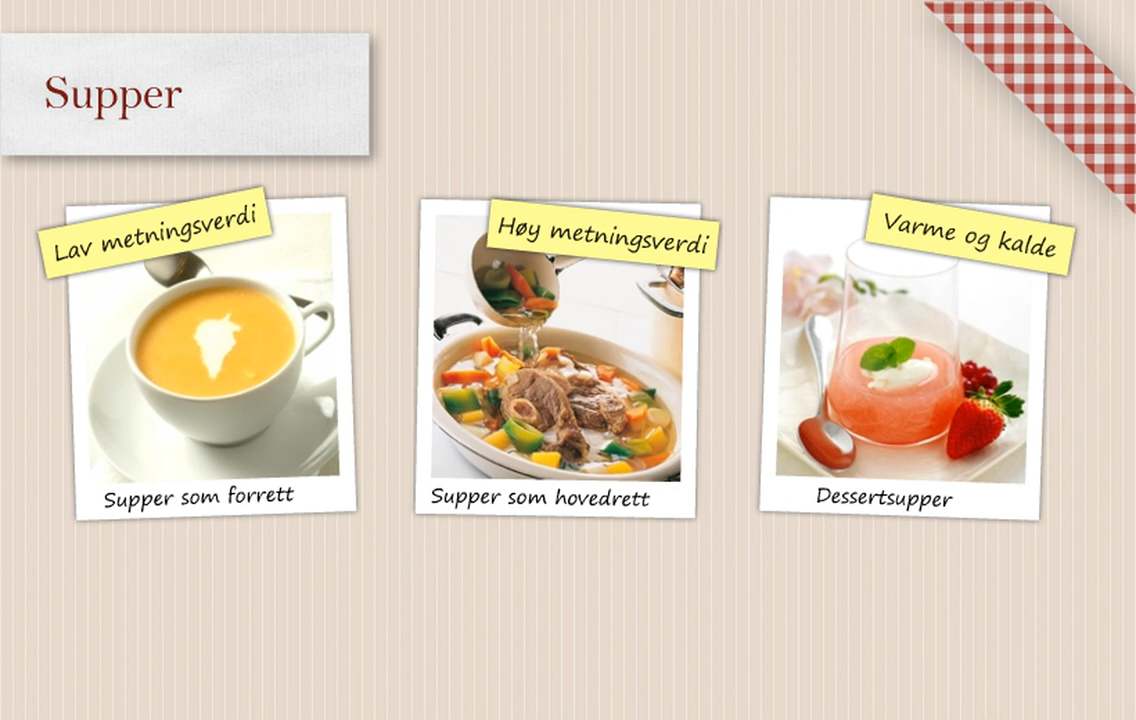 Supper
Lav metningsverdi
Supper som forrett
Høy metningsverdi
Supper som hovedrett
Varme og kalde
Dessertsupper